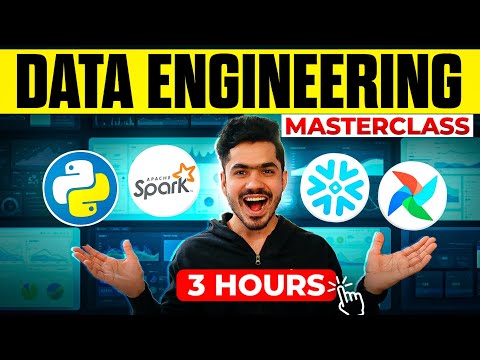 DATA ENGINEERING
MASTERCLASS
APACHE
Spark
3 HOURS